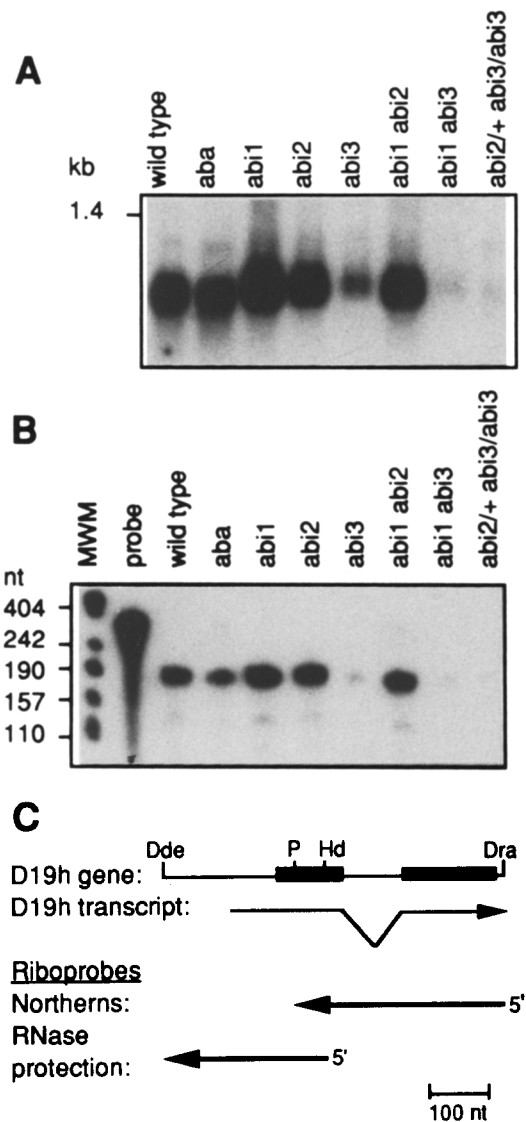 A
kb
wild type
aba
abi1
abi2
abi3
abi1 abi2
abi1 abi3
abi2/+ abi3/abi3
1.4
B
nt
MWM
probe
wild type
aba
abi1
abi2
abi3
abi1 abi2
abi1 abi3
abi2/+ abi3/abi3
404
242
190
157
110
C
Dde P Hd Dra
D19h gene:
D19h transcript:
Riboprobes
Northerns: 5'
RNase
protection: 5'
100 nt